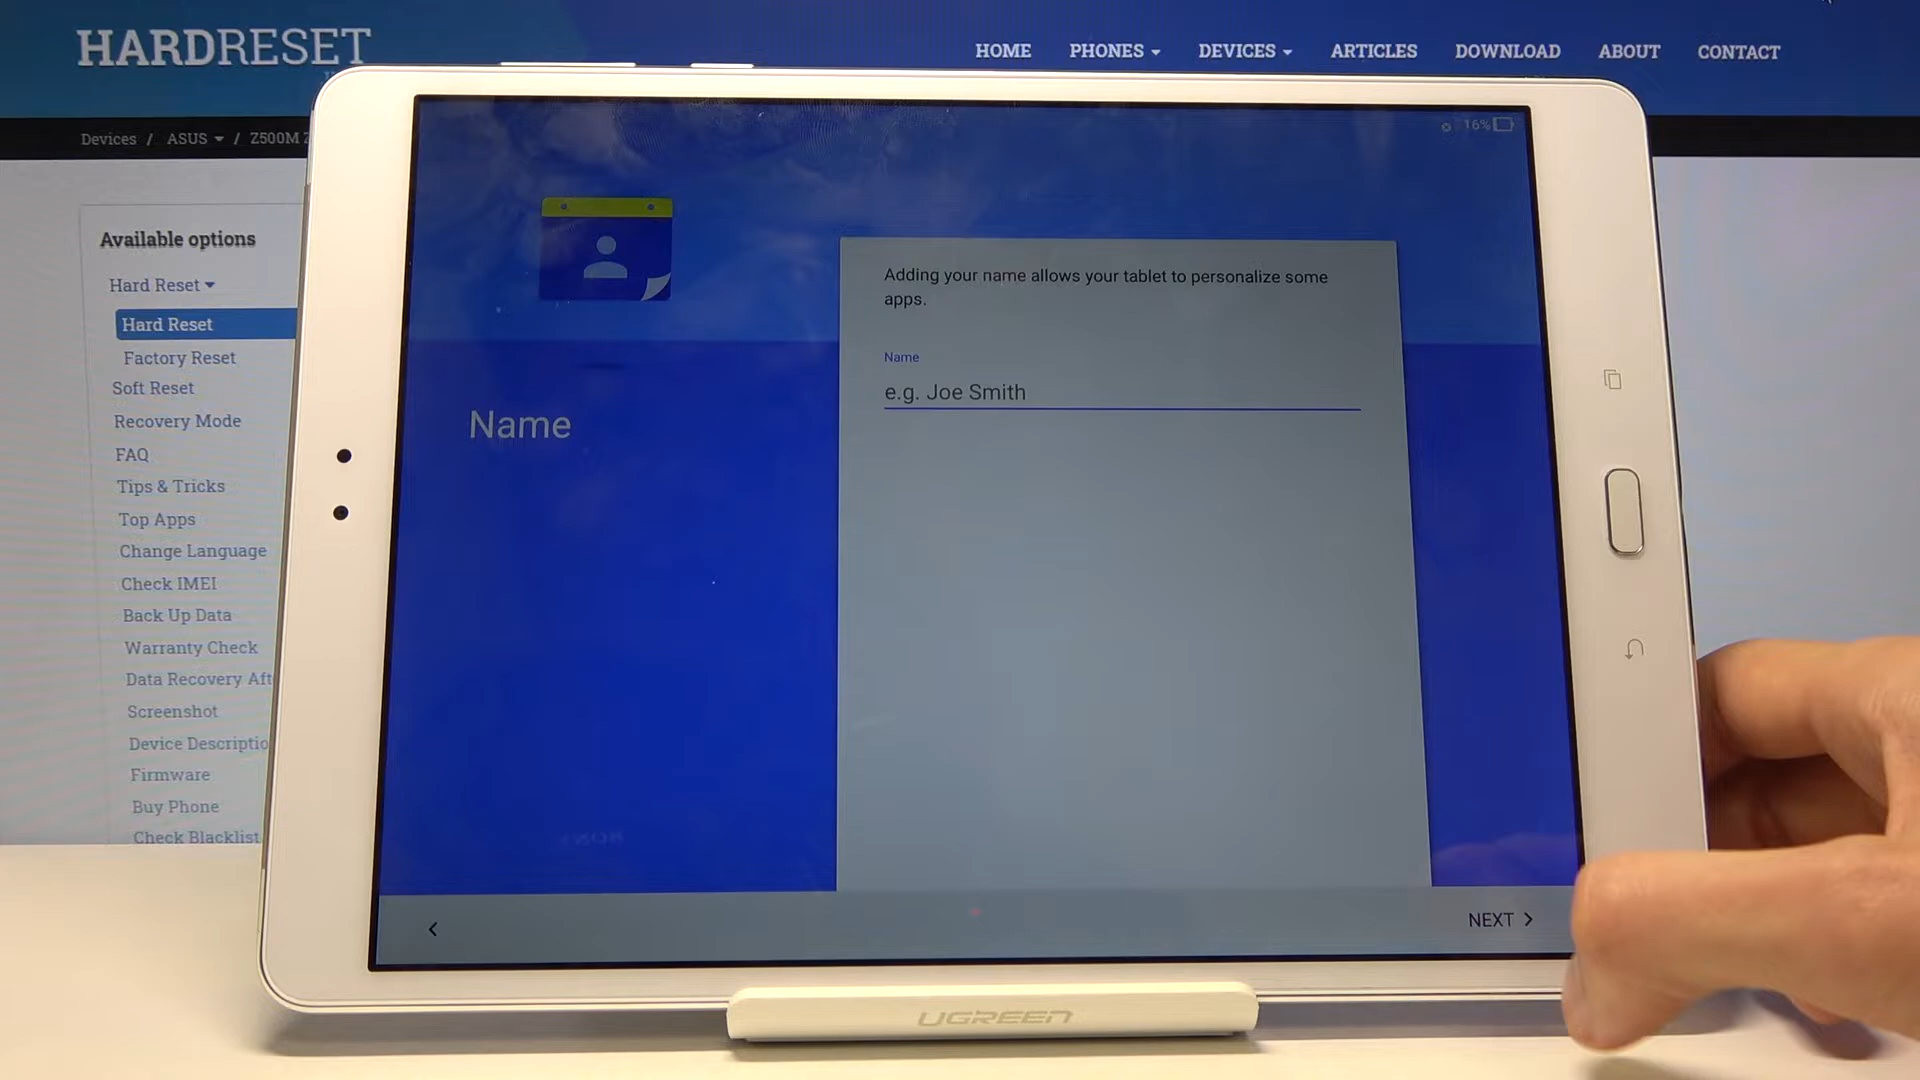 HARDRESET
HOME
PHONES
DEVICES
ARTICLES
DOWNLOAD
ABOUT
CONTACT
Devices / ASUS / Z500M
Available options
Hard Reset
Hard Reset
Factory Reset
Soft Reset
Recovery Mode
FAQ
Tips & Tricks
Top Apps
Change Language
Check IMEI
Back Up Data
Warranty Check
Data Recovery Aft
Screenshot
Device Descriptio
Firmware
Buy Phone
Check Blacklist
16%
Name
Adding your name allows your tablet to personalize some
apps.
Name
e.g. Joe Smith
NEXT
UGREEN